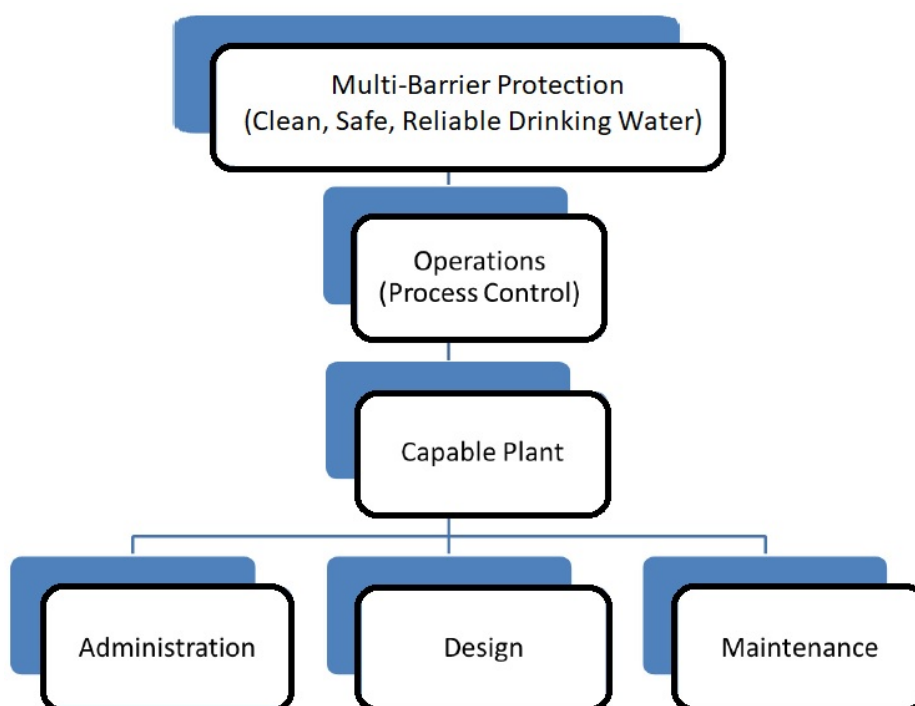 Multi-Barrier Protection
(Clean, Safe, Reliable Drinking Water)
Operations
(Process Control)
Capable Plant
Administration
Design
Maintenance